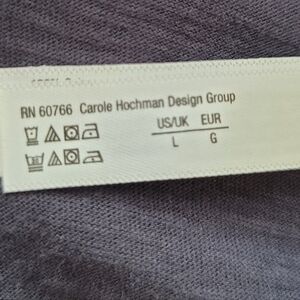 RN 60766 Carole Hochman Design Group
US/UK EUR
L G